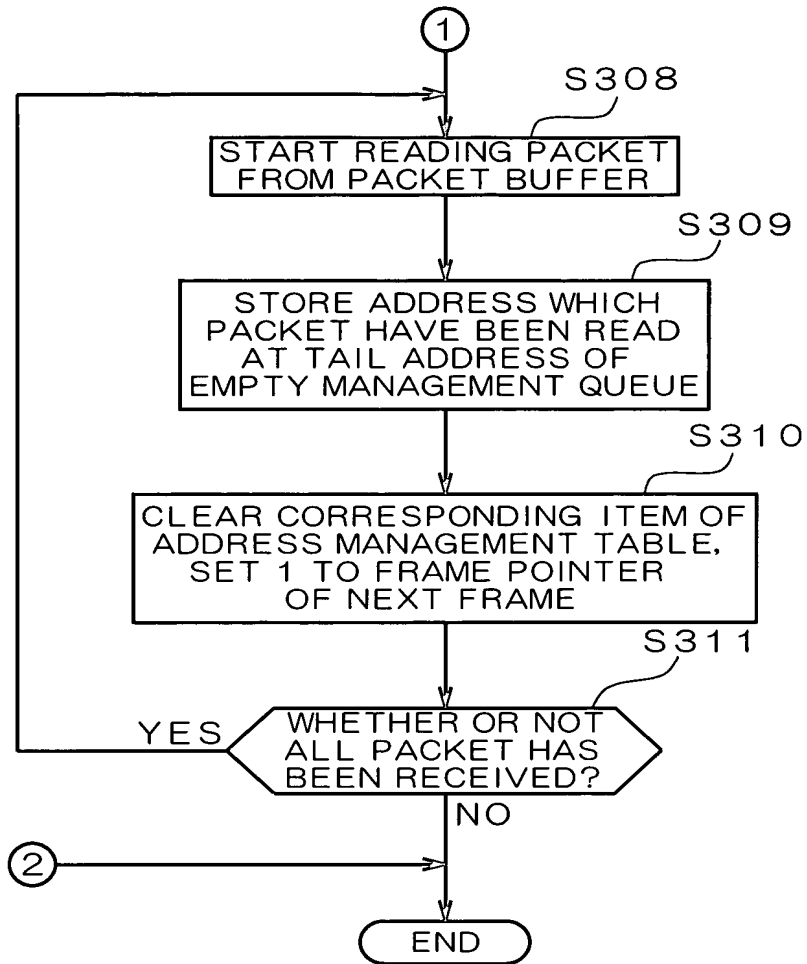 1
S308
START READING PACKET
FROM PACKET BUFFER
S309
STORE ADDRESS WHICH
PACKET HAVE BEEN READ
AT TAIL ADDRESS OF
EMPTY MANAGEMENT QUEUE
S310
CLEAR CORRESPONDING ITEM OF
ADDRESS MANAGEMENT TABLE,
SET 1 TO FRAME POINTER
OF NEXT FRAME
S311
YES
WHETHER OR NOT
ALL PACKET HAS
BEEN RECEIVED?
NO
2
END